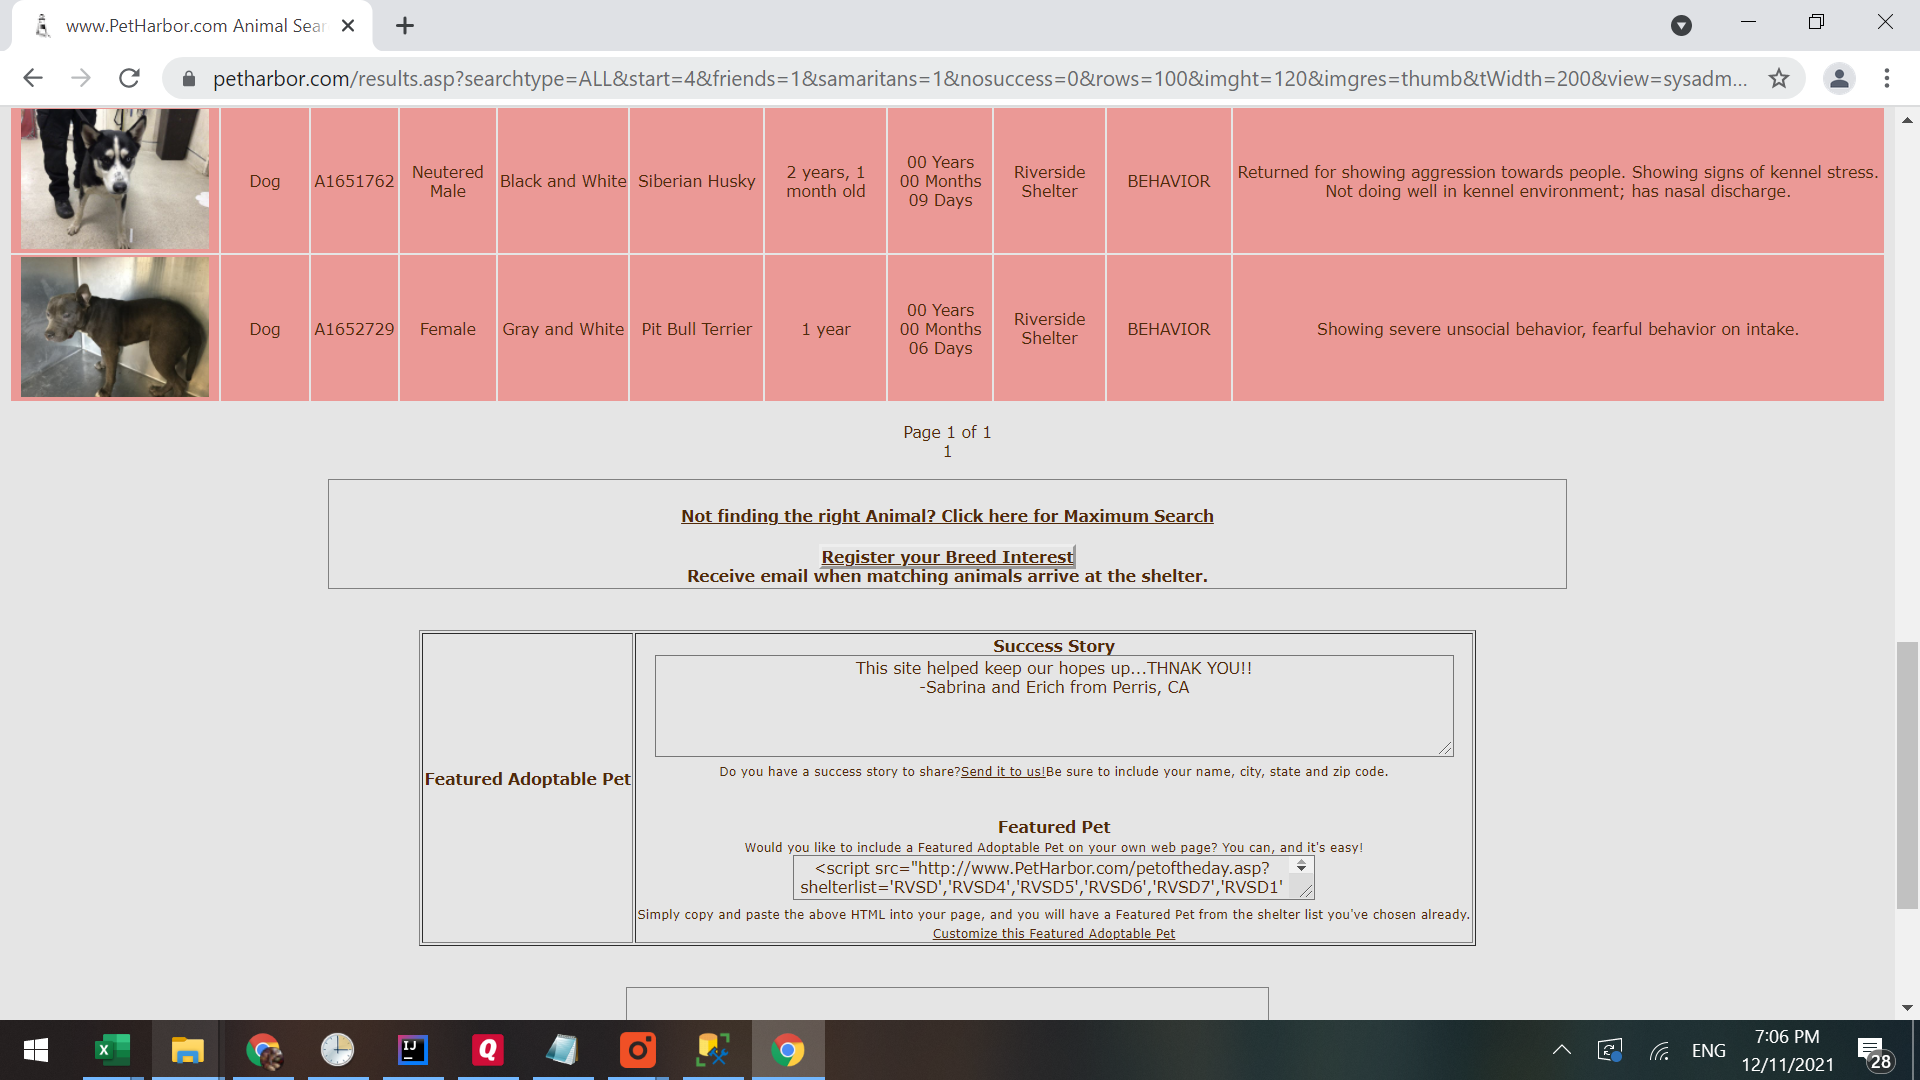 www.PetHarbor.com Animal Sear
petharbor.com/results.asp?searchtype=ALL&start=4&friends=1&samaritans=1&nosuccess=0&rows=100&imght=120&imgres=thumb&tWidth=200&view=sysadm...
Dog
A1651762
Neutered
Male
Black and White
Siberian Husky
2 years, 1
month old
00 Years
00 Months
09 Days
Riverside
Shelter
BEHAVIOR
Returned for showing aggression towards people. Showing signs of kennel stress.
Not doing well in kennel environment; has nasal discharge.
Dog
A1652729
Female
Gray and White
Pit Bull Terrier
1 year
00 Years
00 Months
06 Days
Riverside
Shelter
BEHAVIOR
Showing severe unsocial behavior, fearful behavior on intake.
Page 1 of 1
1
Not finding the right Animal? Click here for Maximum Search
Register your Breed Interest
Receive email when matching animals arrive at the shelter.
Featured Adoptable Pet
Success Story
This site helped keep our hopes up...THNAK YOU!!
-Sabrina and Erich from Perris, CA
Do you have a success story to share?Send it to us!Be sure to include your name, city, state and zip code.
Featured Pet
Would you like to include a Featured Adoptable Pet on your own web page? You can, and it's easy!
<script src="http://www.PetHarbor.com/petoftheday.asp?
shelterlist='RVSD','RVSD4','RVSD5','RVSD6','RVSD7','RVSD1'
Simply copy and paste the above HTML into your page, and you will have a Featured Pet from the shelter list you've chosen already.
Customize this Featured Adoptable Pet
ENG
7:06 PM
12/11/2021
28